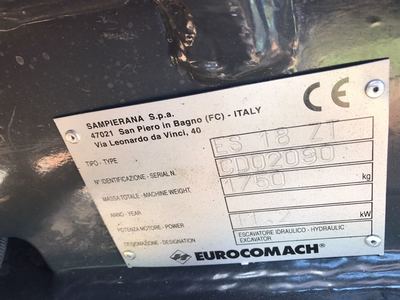 SAMPIERANA S.p.a.
47021 San Piero in Bagno (FC) - ITALY
Via Leonardo da Vinci, 40
CE
TIPO - TYPE ES 18 ZT
N° IDENTIFICAZIONE - SERIAL N. CD02090
MASSA TOTALE - MACHINE WEIGHT 1750 kg
ANNO - YEAR
POTENZA MOTORE - POWER 11.2 kW
DENOMINAZIONE - DESIGNATION ESCAVATORE IDRAULICO - HYDRAULIC
EXCAVATOR
EUROCOMACH®